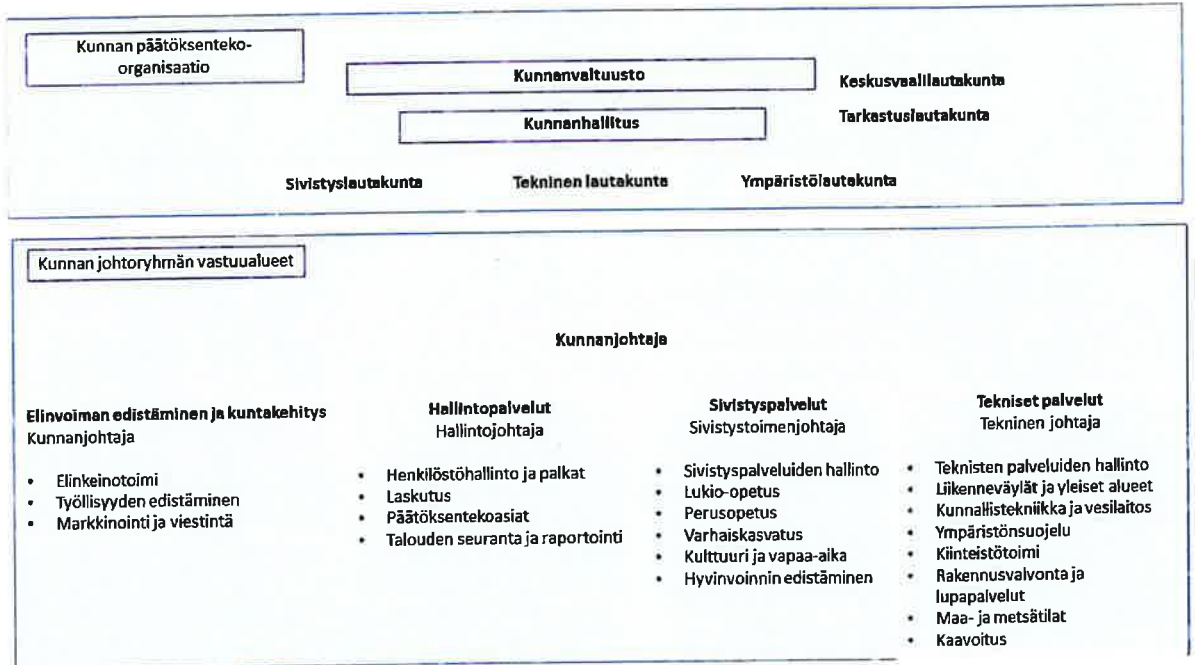 Kunnan päätöksenteko-
organisaatio
Kunnanvaltuusto
Keskusvaalilautakunta
Kunnanhallitus
Tarkastuslautakunta
Sivistyslautakunta
Tekninen lautakunta
Ympäristölautakunta
Kunnan johtoryhmän vastuualueet
Kunnanjohtaja
Elinvoiman edistäminen ja kuntakehitys
Kunnanjohtaja
• Elinkeinotoimi
• Työllisyyden edistäminen
• Markkinointi ja viestintä
Hallintopalvelut
Hallintojohtaja
• Henkilöstöhallinto ja palkat
• Laskutus
• Päätöksentekoasiat
• Talouden seuranta ja raportointi
Sivistyspalvelut
Sivistystoimenjohtaja
• Sivistyspalveluiden hallinto
• Lukio-opetus
• Perusopetus
• Varhaiskasvatus
• Kulttuuri ja vapaa-aika
• Hyvinvoinnin edistäminen
Tekniset palvelut
Tekninen johtaja
• Teknisten palveluiden hallinto
• Liikenneväylät ja yleiset alueet
• Kunnallistekniikka ja vesilaitos
• Ympäristönsuojelu
• Kiinteistötoimi
• Rakennusvalvonta ja
lupapalvelut
• Maa- ja metsätilat
• Kaavoitus